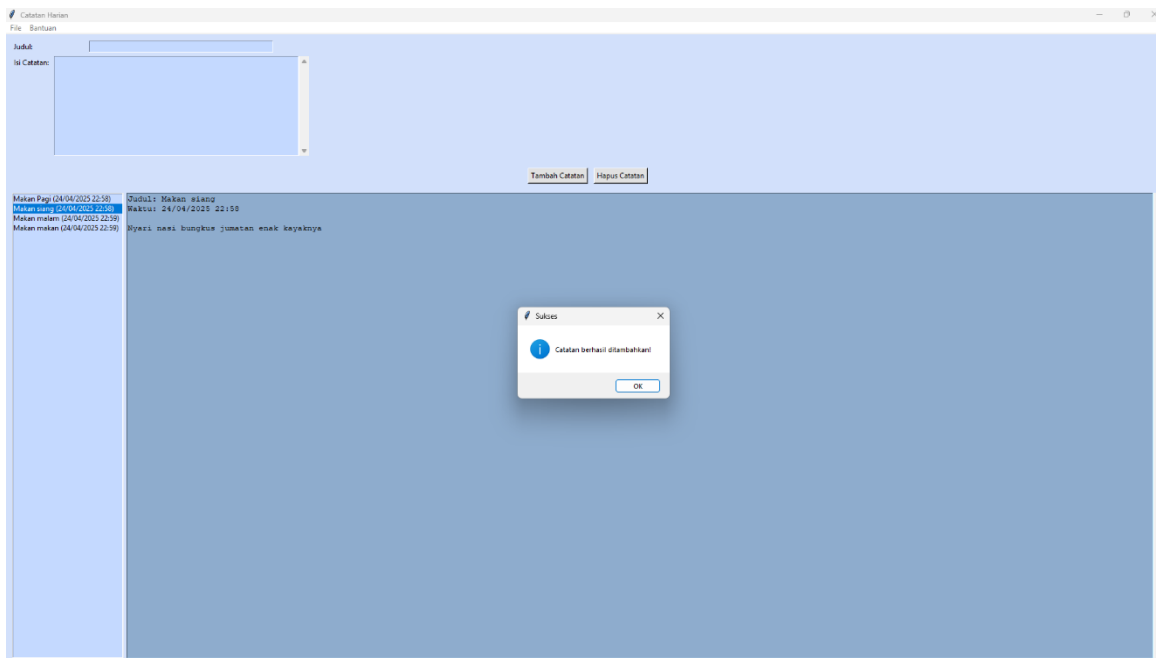 Catatan Harian
File Bantuan
Judul:
Isi Catatan:
Tambah Catatan Hapus Catatan
Makan Pagi (24/04/2025 22:58)
Makan siang (24/04/2025 22:58)
Makan malam (24/04/2025 22:59)
Makan makan (24/04/2025 22:59)
Judul: Makan siang
Waktu: 24/04/2025 22:58
Nyari nasi bungkus jumatan enak kayaknya
Sukses
Catatan berhasil ditambahkan!
OK